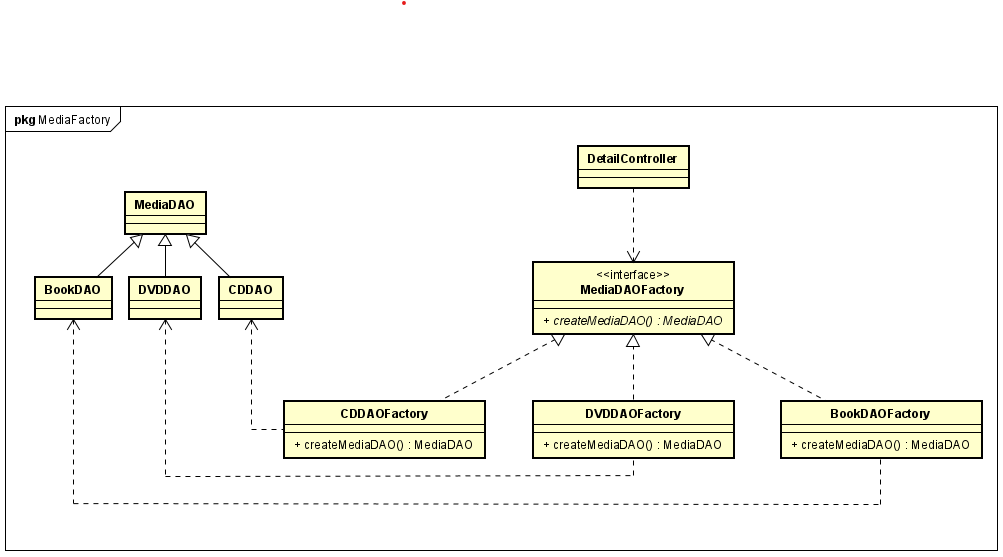 pkg MediaFactory
DetailController
MediaDAO
<<interface>>
MediaDAOFactory
+ createMediaDAO() : MediaDAO
BookDAO
DVDDAO
CDDAO
CDDAOFactory
+ createMediaDAO() : MediaDAO
DVDDAOFactory
+ createMediaDAO() : MediaDAO
BookDAOFactory
+ createMediaDAO() : MediaDAO